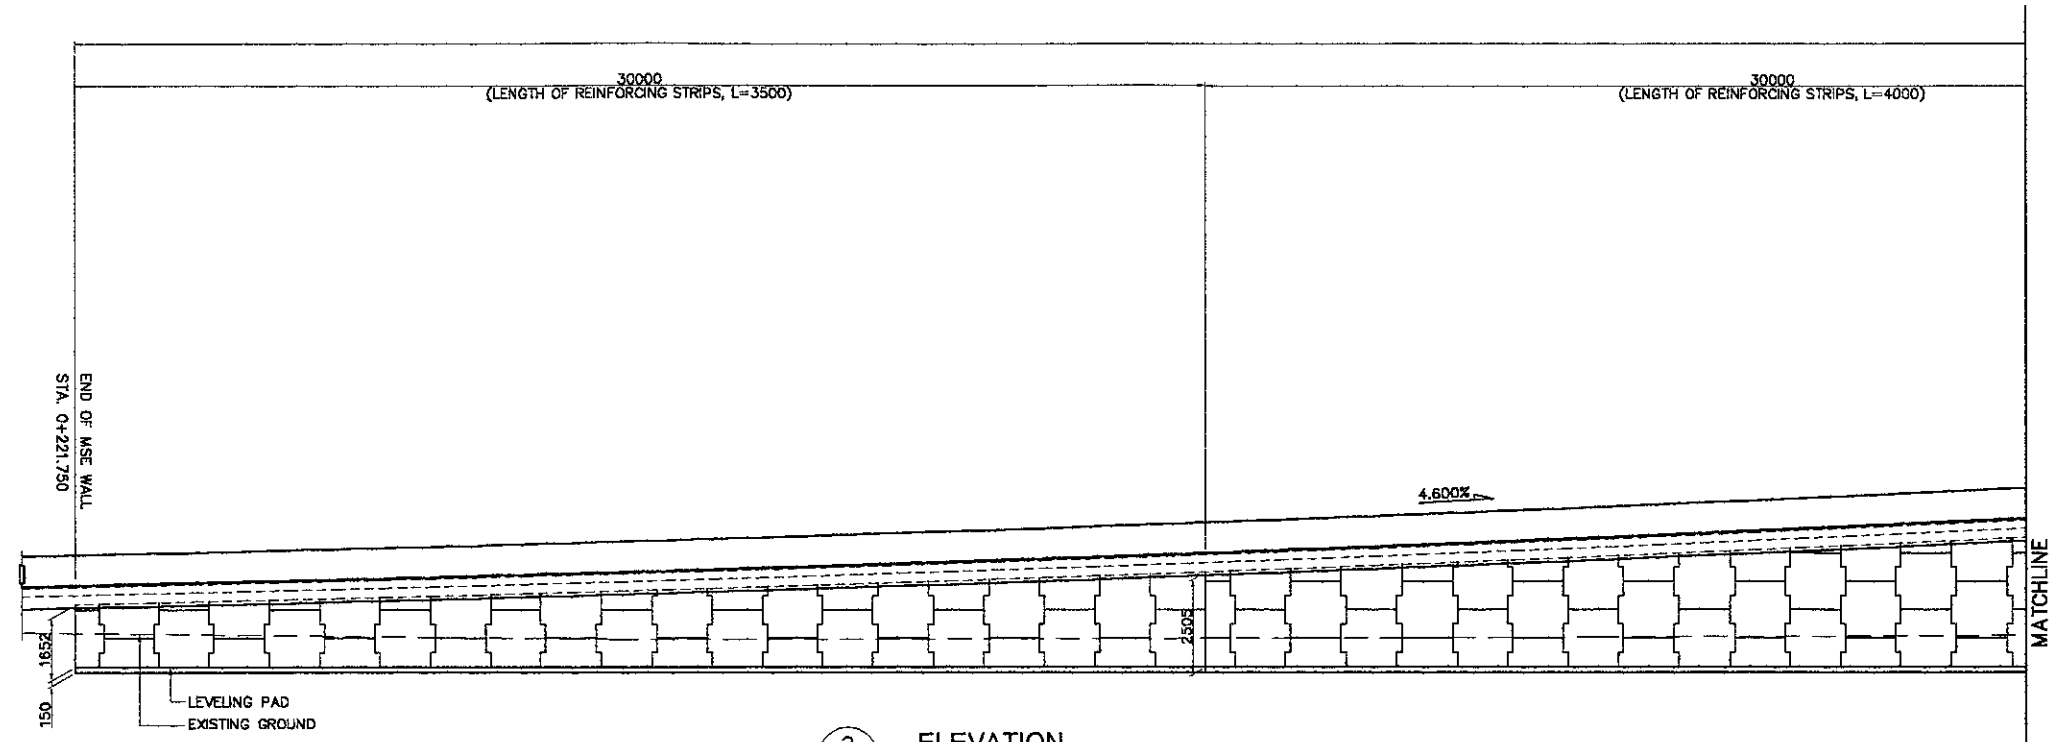 30000
(LENGTH OF REINFORCING STRIPS, L=3500)
30000
(LENGTH OF REINFORCING STRIPS, L=4000)
END OF MSE WALL
STA. 0+221.750
4.600%
MATCHLINE
1652
2505
150
LEVELING PAD
EXISTING GROUND
ELEVATION